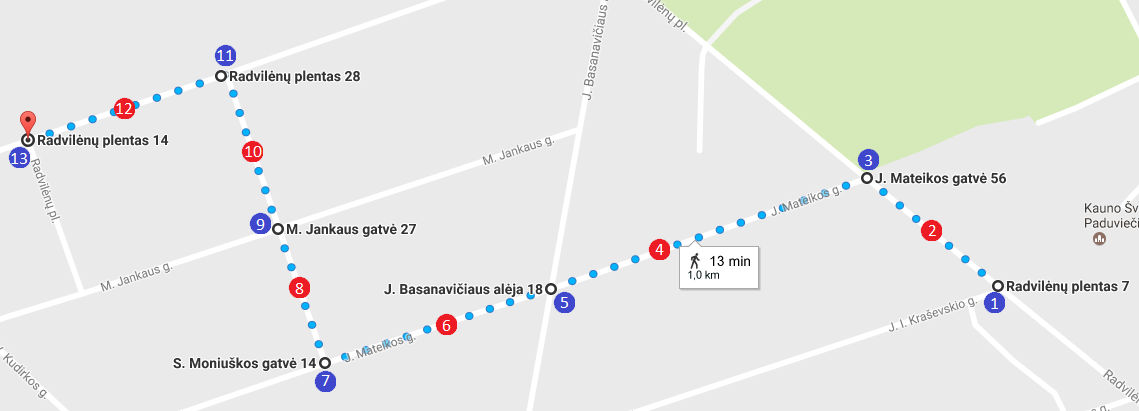 vilėnų pl.
J. Basanavičiaus
11
Radvilėnų plentas 28
12
Radvilėnų plentas 14
13
Radvilėnų pl.
10
M. Jankaus g.
3
J. Mateikos gatvė 56
J. Mateikos g.
2
Kauno Šv
Paduviečі
9
M. Jankaus gatvė 27
4
13 min
1,0 km
M. Jankaus g.
8
J. Basanavičiaus alėja 18
5
Radvilėnų plentas 7
1
J. I. Kraševskio g.
6
J. Mateikos g.
S. Moniuškos gatvė 14
7
V. Kudirkos g.
Radvilėnų
g.